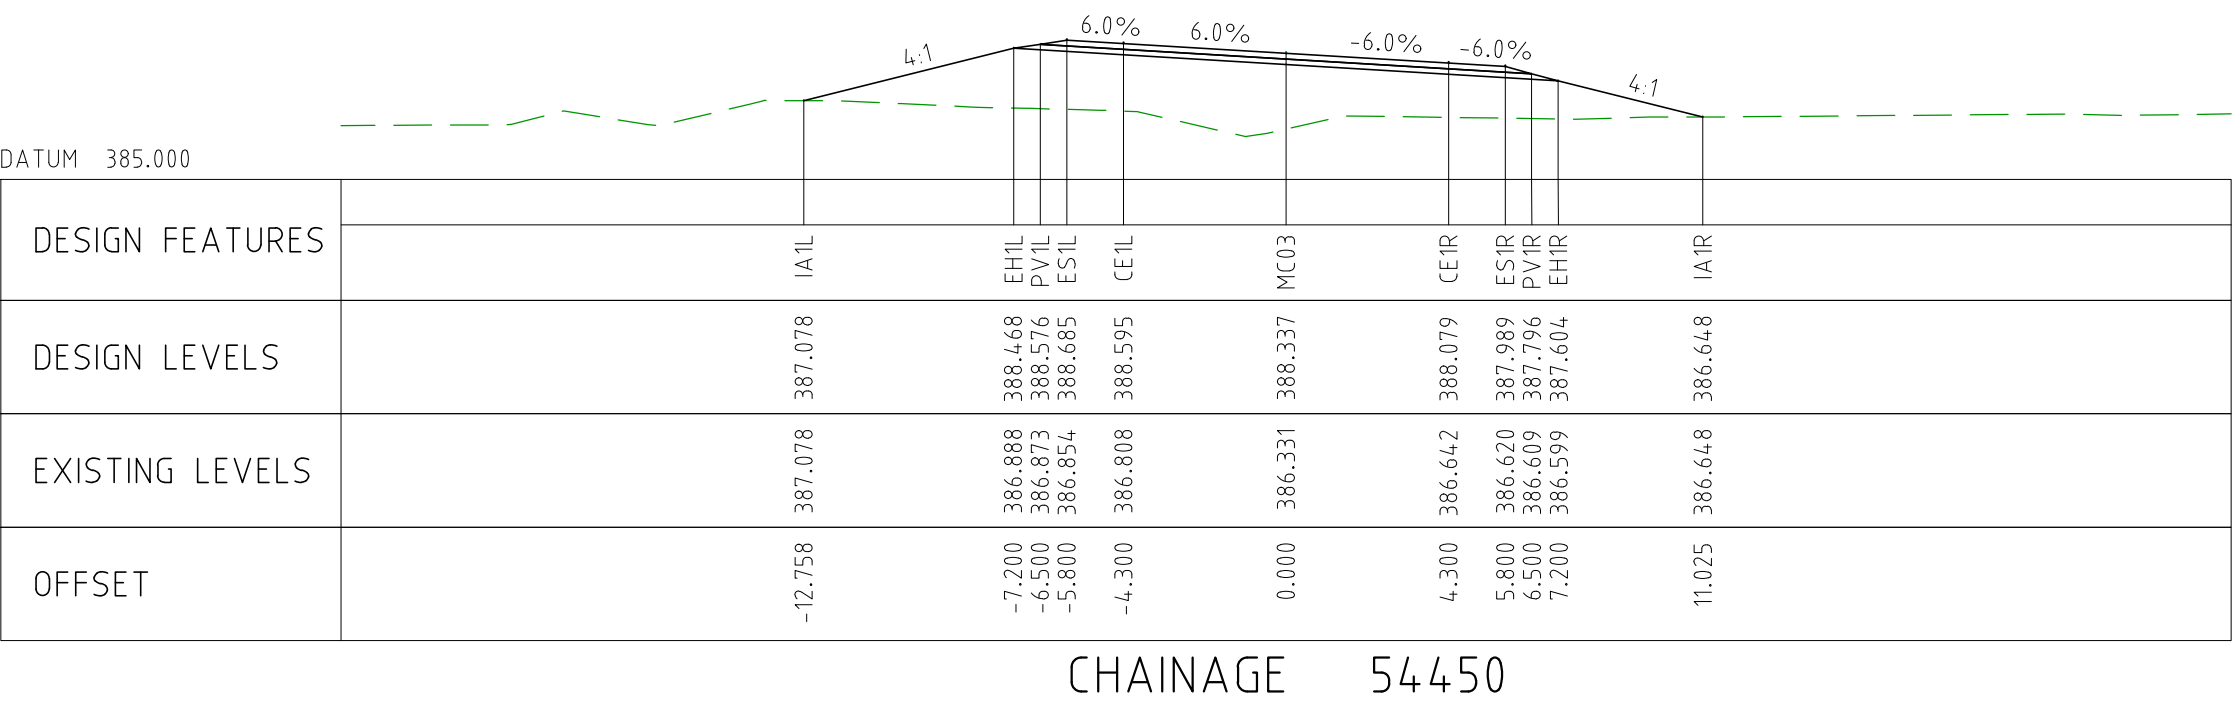 6.0% 6.0% -6.0% -6.0%
4:1 4:1
DATUM 385.000
DESIGN FEATURES IA1L EH1L PV1L ES1L CE1L MC03 CE1R ES1R PV1R EH1R IA1R
DESIGN LEVELS 387.078 388.468 388.576 388.685 388.595 388.337 388.079 387.989 387.796 387.604 386.648
EXISTING LEVELS 387.078 386.888 386.873 386.854 386.808 386.331 386.642 386.620 386.609 386.599 386.648
OFFSET -12.758 -7.200 -6.500 -5.800 -4.300 0.000 4.300 5.800 6.500 7.200 11.025
CHAINAGE 54450